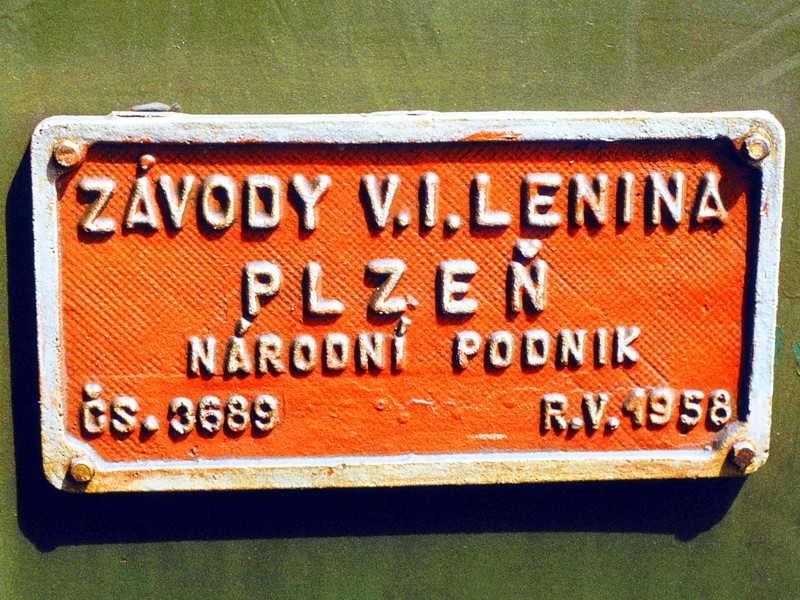 ZÁVODY V.I.LENINA
PLZEŇ
NÁRODNÍ PODNIK
ČS. 3689 R.V. 1958